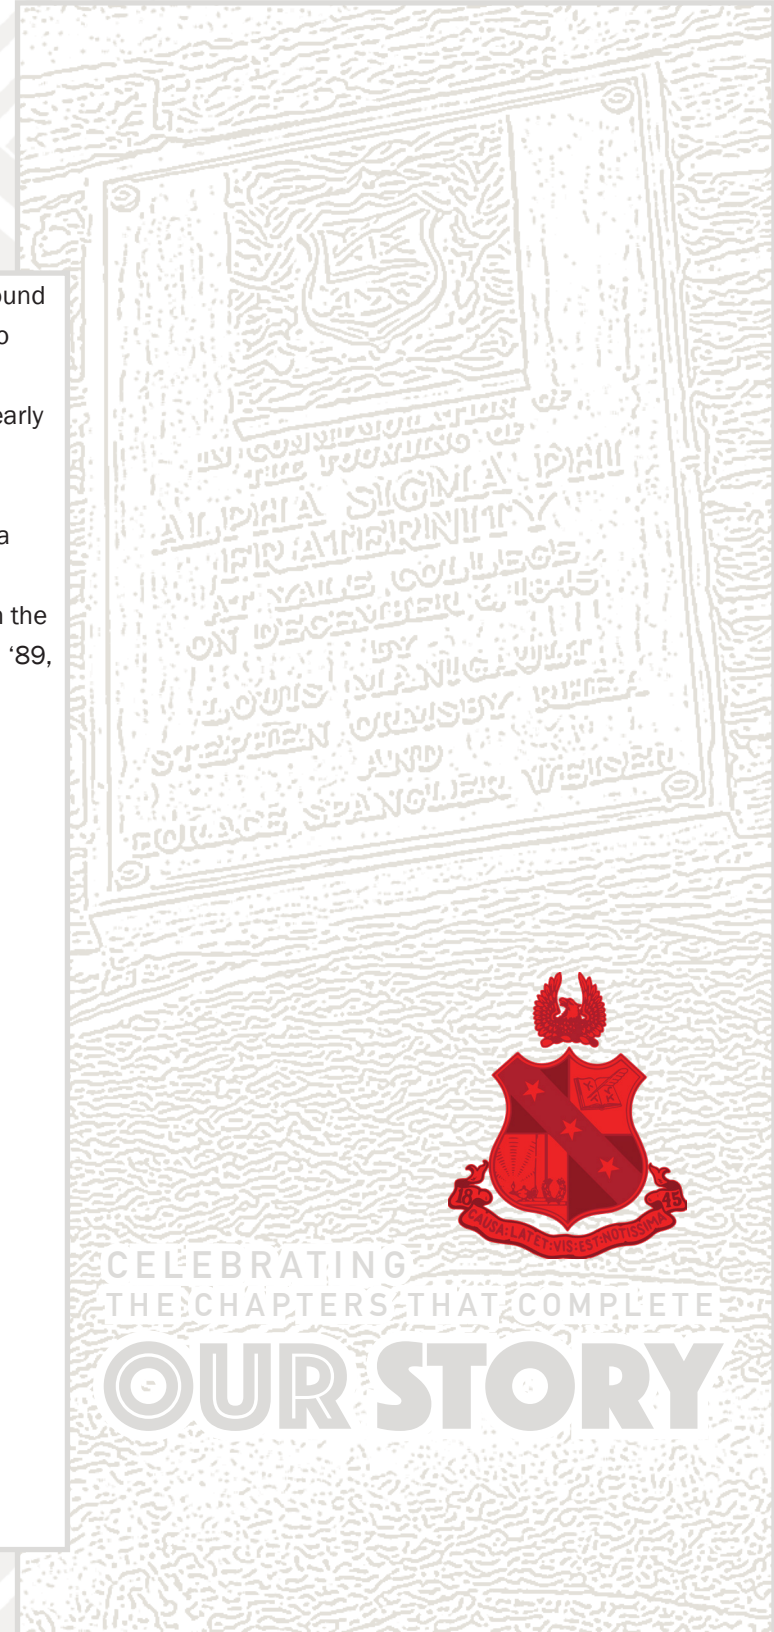 ound
o
early
a
n the
‘89,
IN COMMEMORATION OF
THE FOUNDING OF
ALPHA SIGMA PHI
FRATERNITY
AT YALE COLLEGE
ON DECEMBER 6, 1845
BY
LOUIS MANIGAULT
STEPHEN ORMSBY RHEA
AND
HORACE SPANGLER WEISER
18 45
CAUSA:LATET:VIS:EST:NOTISSIMA
CELEBRATING
THE CHAPTERS THAT COMPLETE
OUR STORY